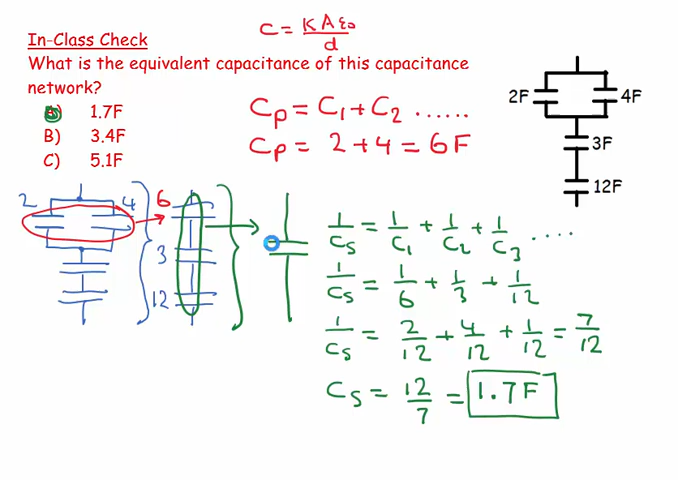 C = KAε₀/d
In-Class Check
What is the equivalent capacitance of this capacitance
network?
1.7F
B) 3.4F
C) 5.1F
2F 4F
3F
12F
Cp = C1 + C2 ......
Cp = 2 + 4 = 6F
2 4 6
3
12
1/Cs = 1/C1 + 1/C2 + 1/C3 ....
1/Cs = 1/6 + 1/3 + 1/12
1/Cs = 2/12 + 4/12 + 1/12 = 7/12
Cs = 12/7 = 1.7F